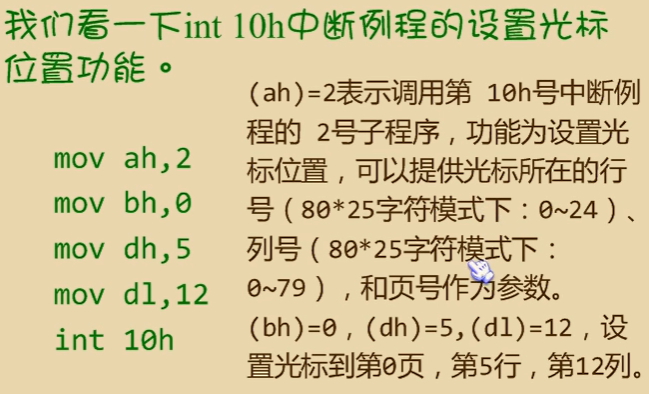 我们看一下int 10h中断例程的设置光标
位置功能。
mov ah,2
mov bh,0
mov dh,5
mov dl,12
int 10h
(ah)=2表示调用第 10h号中断例
程的 2号子程序，功能为设置光
标位置，可以提供光标所在的行
号（80*25字符模式下：0~24）、
列号（80*25字符模式下：
0~79），和页号作为参数。
(bh)=0，(dh)=5,(dl)=12，设
置光标到第0页，第5行，第12列。